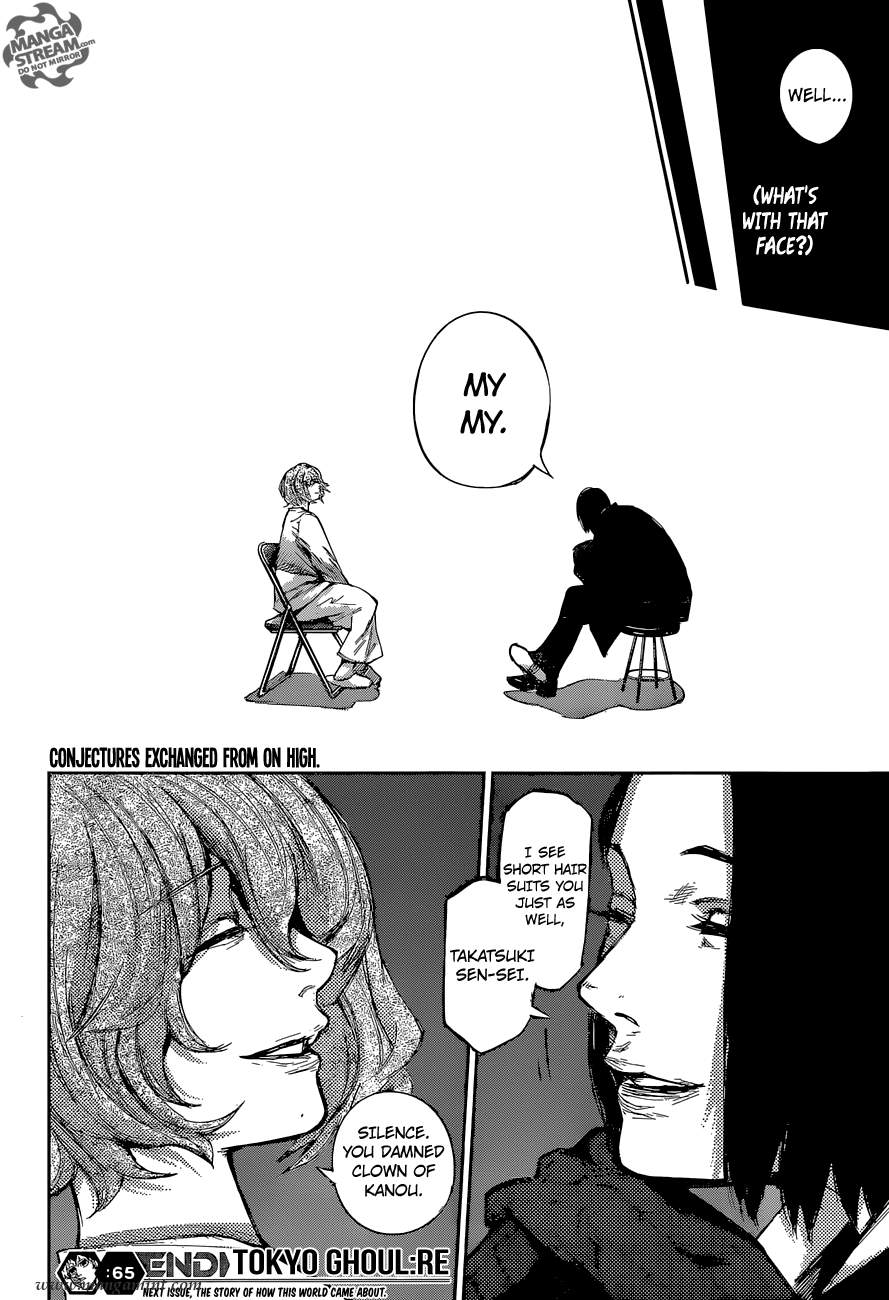 MANGA
STREAM.com
DO NOT MIRROR
WELL...
(WHAT'S
WITH THAT
FACE?)
MY
MY.
CONJECTURES EXCHANGED FROM ON HIGH.
I SEE
SHORT HAIR
SUITS YOU
JUST AS
WELL,
TAKATSUKI
SEN-SEI.
SILENCE.
YOU DAMNED
CLOWN OF
KANOU.
:65
END
TOKYO GHOUL:RE
NEXT ISSUE, THE STORY OF HOW THIS WORLD CAME ABOUT.